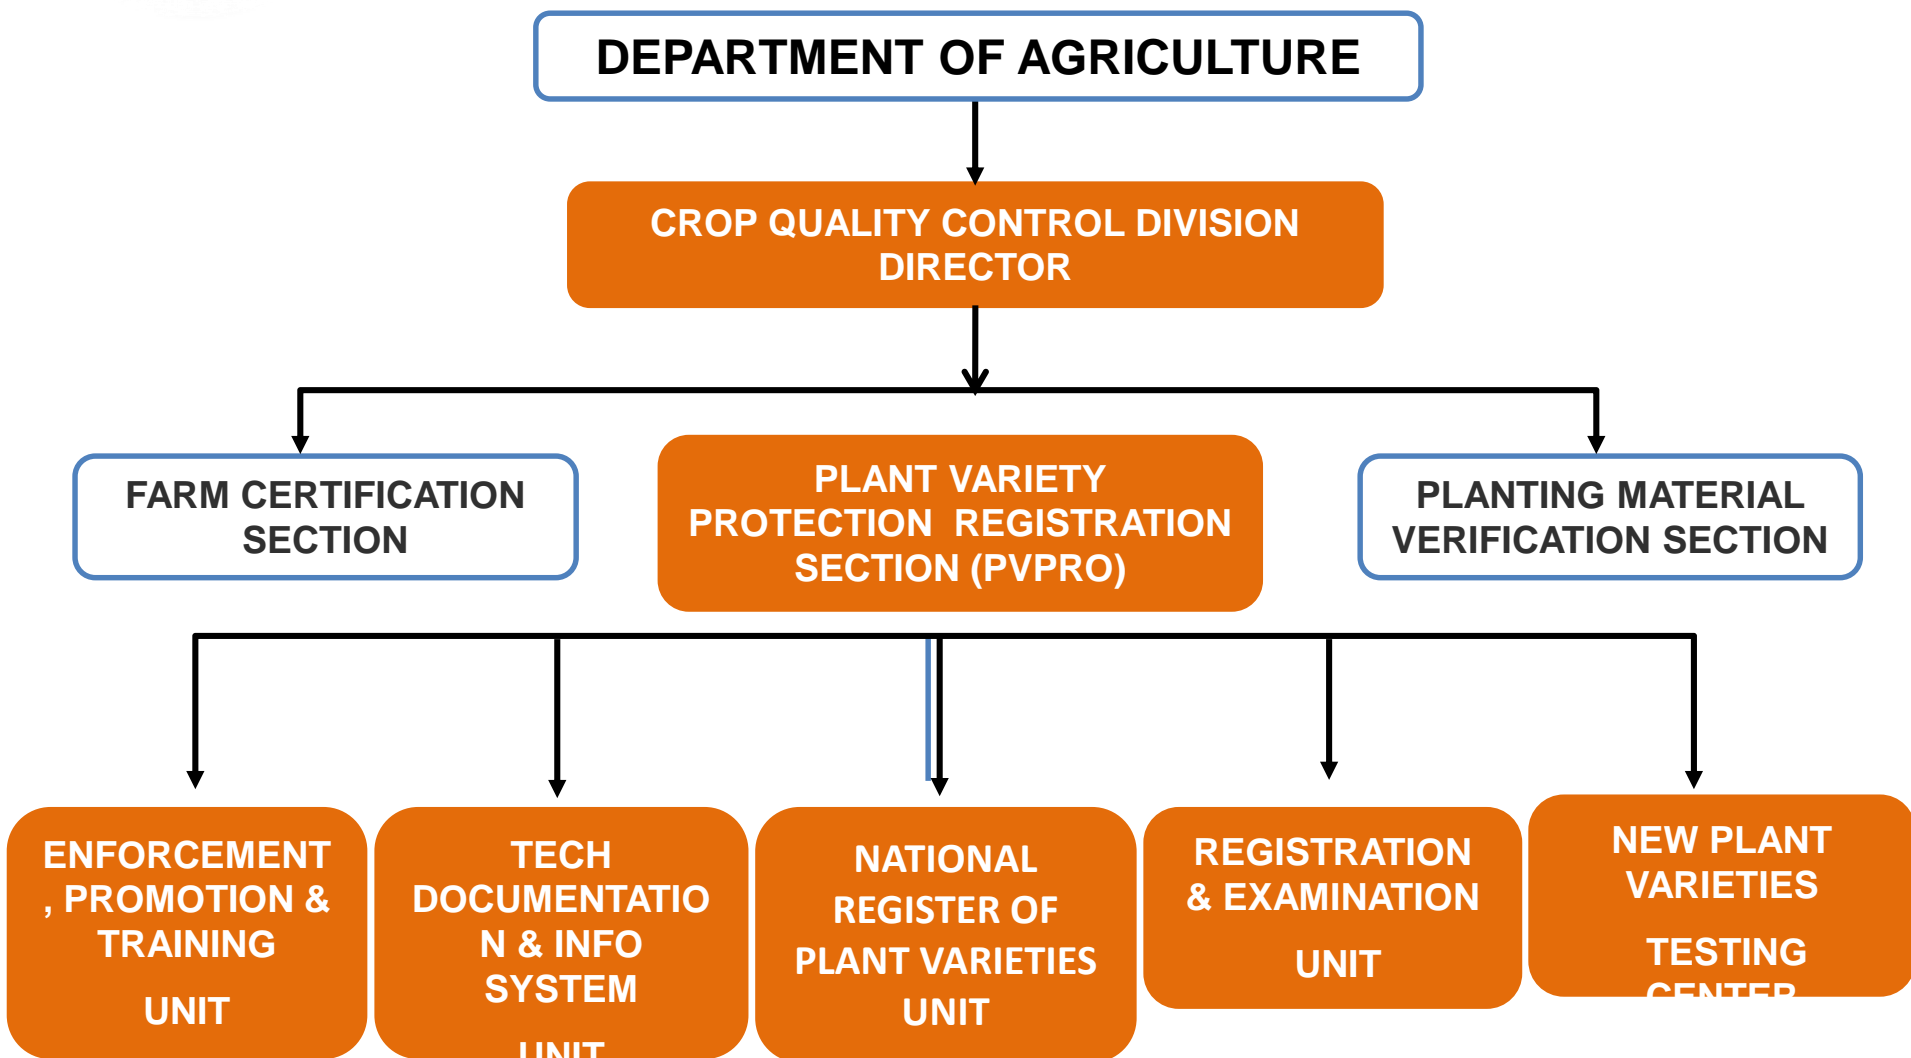 DEPARTMENT OF AGRICULTURE
CROP QUALITY CONTROL DIVISION
DIRECTOR
FARM CERTIFICATION
SECTION
PLANT VARIETY
PROTECTION  REGISTRATION
SECTION (PVPRO)
PLANTING MATERIAL
VERIFICATION SECTION
ENFORCEMENT
, PROMOTION &
TRAINING
UNIT
TECH
DOCUMENTATIO
N & INFO
SYSTEM
UNIT
NATIONAL
REGISTER OF
PLANT VARIETIES
UNIT
REGISTRATION
& EXAMINATION
UNIT
NEW PLANT
VARIETIES
TESTING
CENTER